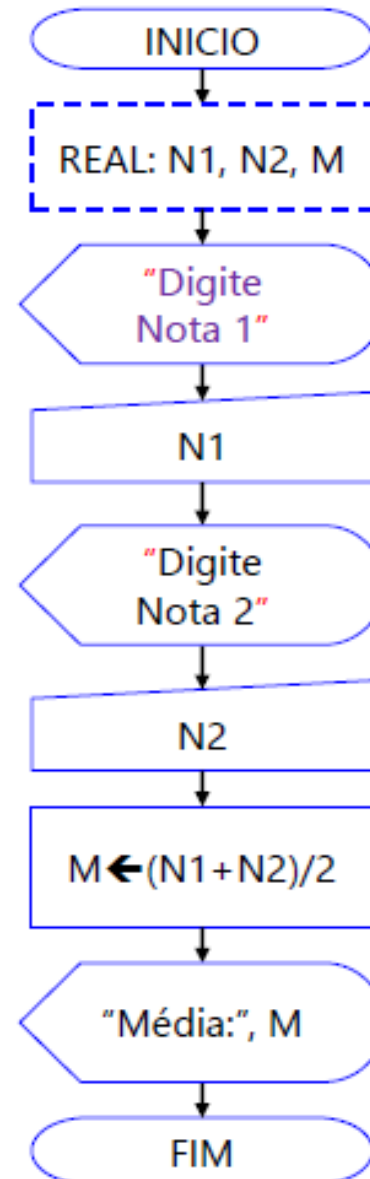 INICIO
REAL: N1, N2, M
"Digite
Nota 1"
N1
"Digite
Nota 2"
N2
M🡸(N1+N2)/2
“Média:”, M
FIM